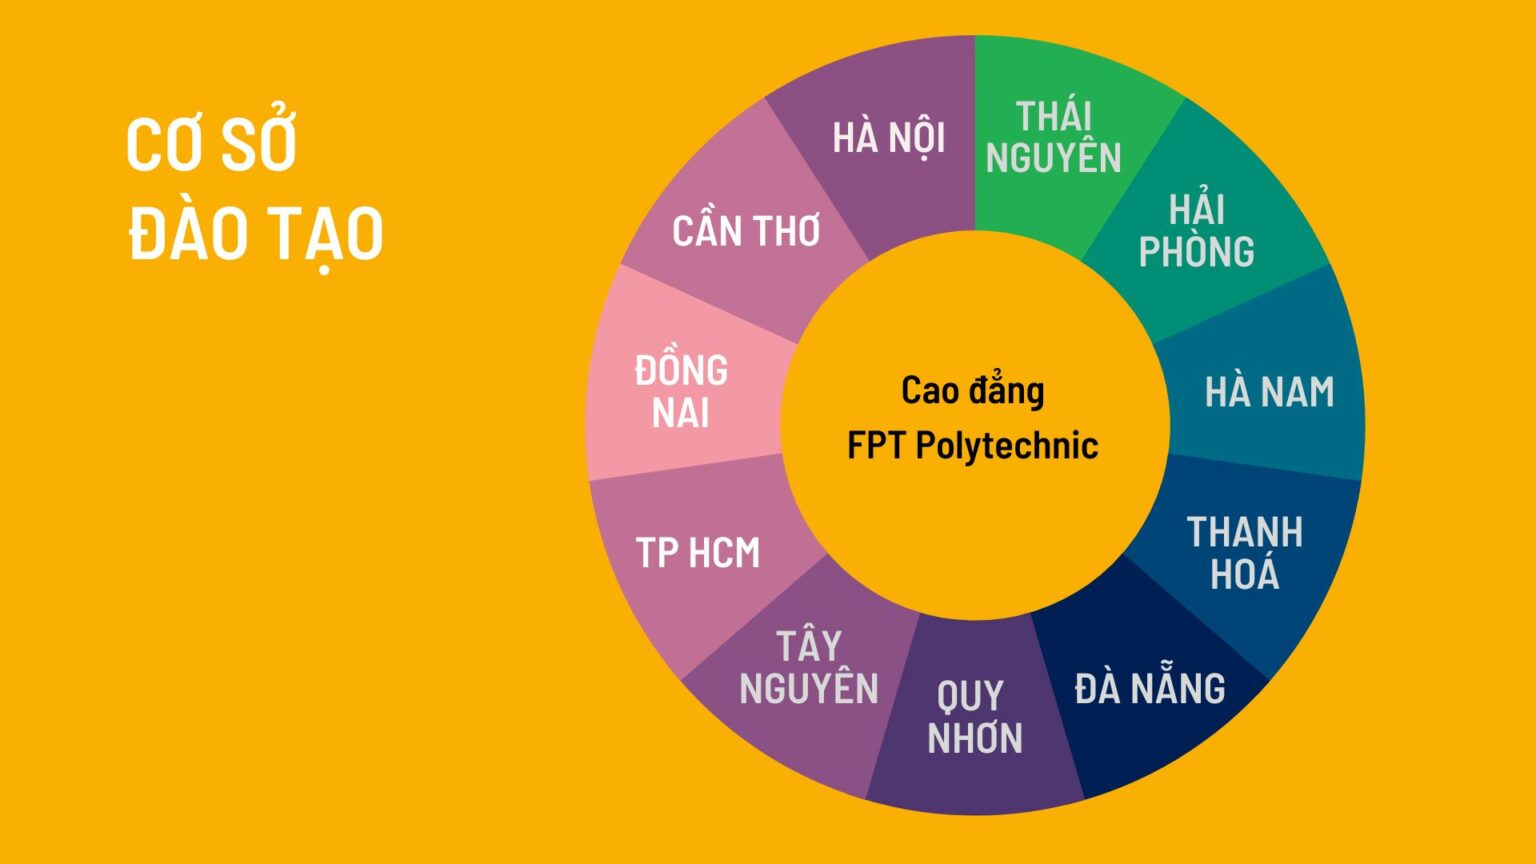 CƠ SỞ
ĐÀO TẠO
HÀ NỘI
THÁI
NGUYÊN
HẢI
PHÒNG
HÀ NAM
THANH
HOÁ
ĐÀ NẴNG
QUY
NHƠN
TÂY
NGUYÊN
TP HCM
ĐỒNG
NAI
CẦN THƠ
Cao đẳng
FPT Polytechnic